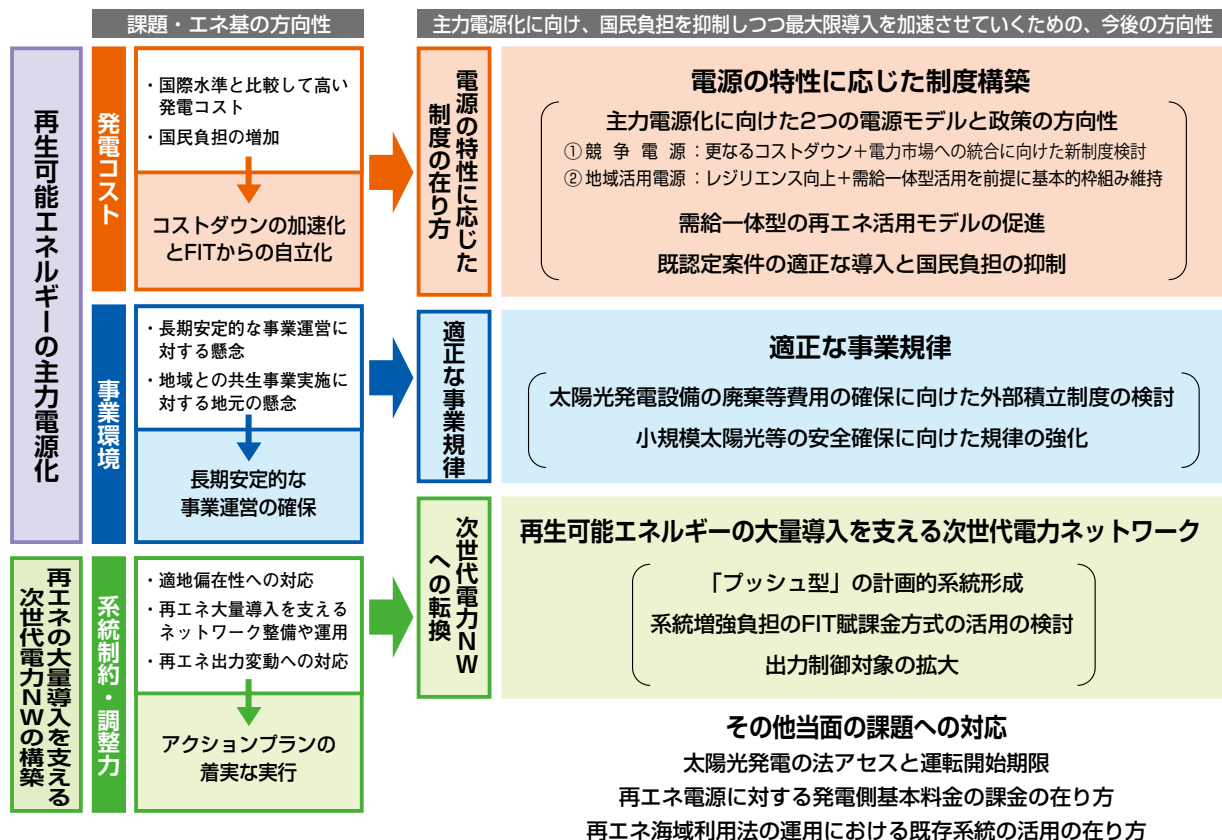 課題・エネ基の方向性
主力電源化に向け、国民負担を抑制しつつ最大限導入を加速させていくための、今後の方向性
再生可能エネルギーの主力電源化
発電コスト
・国際水準と比較して高い
発電コスト
・国民負担の増加
コストダウンの加速化
とFITからの自立化
電源の特性に応じた
制度の在り方
電源の特性に応じた制度構築
主力電源化に向けた2つの電源モデルと政策の方向性
①競争電源：更なるコストダウン＋電力市場への統合に向けた新制度検討
②地域活用電源：レジリエンス向上＋需給一体型活用を前提に基本的枠組み維持
需給一体型の再エネ活用モデルの促進
既認定案件の適正な導入と国民負担の抑制
事業環境
・長期安定的な事業運営に
対する懸念
・地域との共生事業実施に
対する地元の懸念
長期安定的な
事業運営の確保
適正な事業規律
適正な事業規律
太陽光発電設備の廃棄等費用の確保に向けた外部積立制度の検討
小規模太陽光等の安全確保に向けた規律の強化
再エネの大量導入を支える
次世代電力NWの構築
系統制約・調整力
・適地偏在性への対応
・再エネ大量導入を支える
ネットワーク整備や運用
・再エネ出力変動への対応
アクションプランの
着実な実行
次世代電力NW
への転換
再生可能エネルギーの大量導入を支える次世代電力ネットワーク
「プッシュ型」の計画的系統形成
系統増強負担のFIT賦課金方式の活用の検討
出力制御対象の拡大
その他当面の課題への対応
太陽光発電の法アセスと運転開始期限
再エネ電源に対する発電側基本料金の課金の在り方
再エネ海域利用法の運用における既存系統の活用の在り方